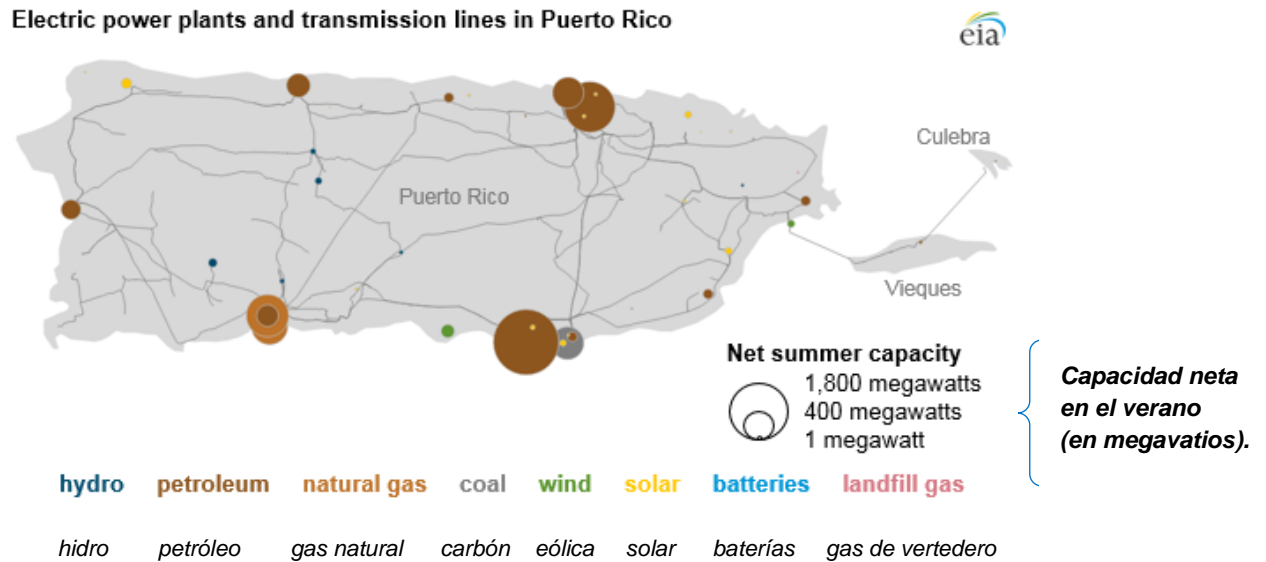 Electric power plants and transmission lines in Puerto Rico
eia
Culebra
Puerto Rico
Vieques
Net summer capacity
1,800 megawatts
400 megawatts
1 megawatt
Capacidad neta
en el verano
(en megavatios).
hydro petroleum natural gas coal wind solar batteries landfill gas
hidro petróleo gas natural carbón eólica solar baterías gas de vertedero